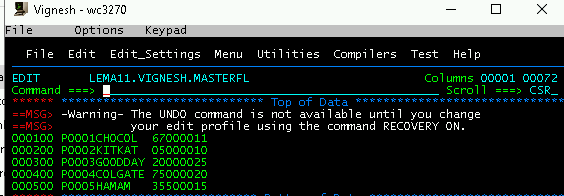 Vignesh - wc3270
File Options Keypad
File Edit Edit_Settings Menu Utilities Compilers Test Help
EDIT LEMA11.VIGNESH.MASTERFL Columns 00001 00072
Command ===> Scroll ===> CSR_
****** ***************************** Top of Data ******************************
==MSG> -Warning- The UNDO command is not available until you change
==MSG> your edit profile using the command RECOVERY ON.
000200 P0001CHOCOL 67000011
000210 P0002KITKAT 05000010
000300 P0003GOODDAY 20000025
000400 P0004COLGATE 75000020
000500 P0005HAMAM 35500015